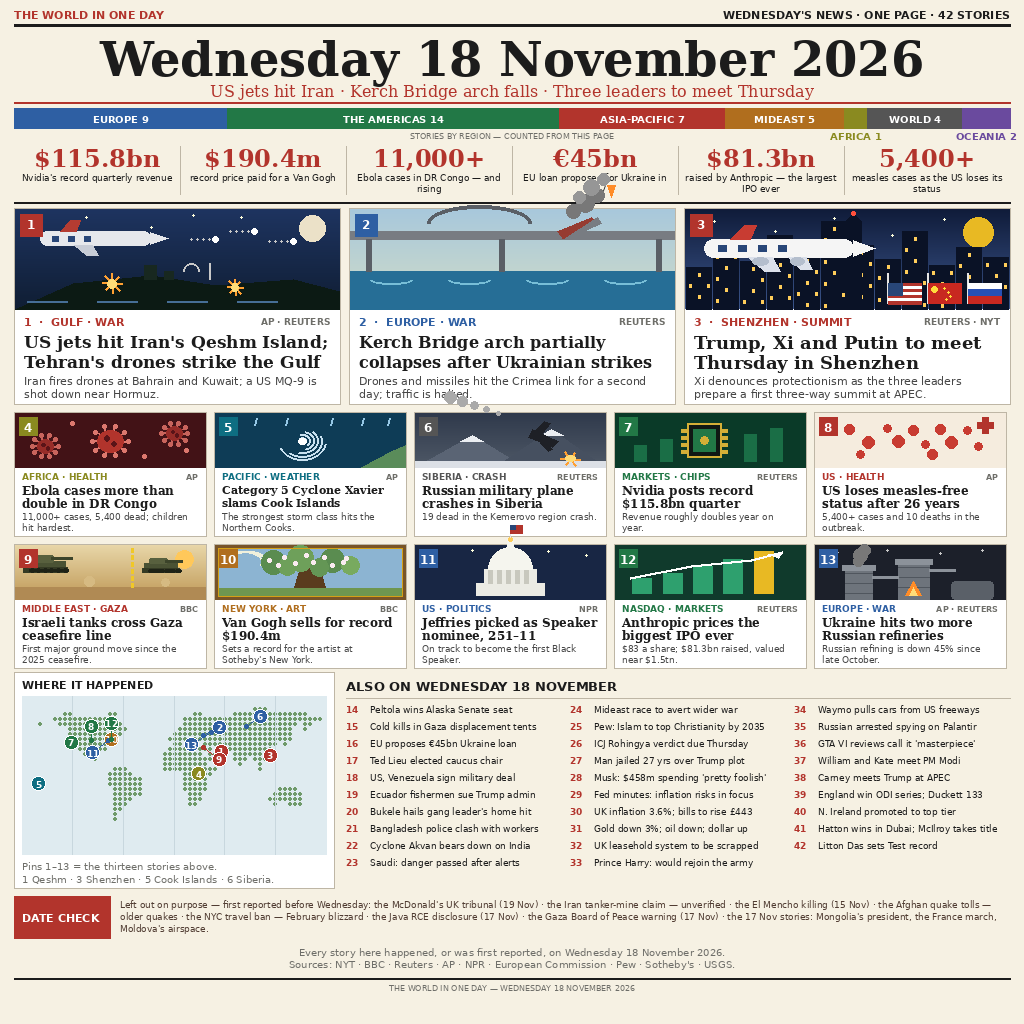 THE WORLD IN ONE DAY
WEDNESDAY'S NEWS · ONE PAGE · 42 STORIES
Wednesday 18 November 2026
US jets hit Iran · Kerch Bridge arch falls · Three leaders to meet Thursday
EUROPE 9
THE AMERICAS 14
ASIA-PACIFIC 7
MIDEAST 5
WORLD 4
STORIES BY REGION — COUNTED FROM THIS PAGE
AFRICA 1
OCEANIA 2
$115.8bn
Nvidia's record quarterly revenue
$190.4m
record price paid for a Van Gogh
11,000+
Ebola cases in DR Congo — and
rising
€45bn
EU loan proposed for Ukraine in
$81.3bn
raised by Anthropic — the largest
IPO ever
5,400+
measles cases as the US loses its
status
1
1 · GULF · WAR
AP · REUTERS
US jets hit Iran's Qeshm Island;
Tehran's drones strike the Gulf
Iran fires drones at Bahrain and Kuwait; a US MQ-9 is
shot down near Hormuz.
2
2 · EUROPE · WAR
REUTERS
Kerch Bridge arch partially
collapses after Ukrainian strikes
Drones and missiles hit the Crimea link for a second
day; traffic is halted.
3
3 · SHENZHEN · SUMMIT
REUTERS · NYT
Trump, Xi and Putin to meet
Thursday in Shenzhen
Xi denounces protectionism as the three leaders
prepare a first three-way summit at APEC.
4
AFRICA · HEALTH
AP
Ebola cases more than
double in DR Congo
11,000+ cases, 5,400 dead; children
hit hardest.
5
PACIFIC · WEATHER
AP
Category 5 Cyclone Xavier
slams Cook Islands
The strongest storm class hits the
Northern Cooks.
6
SIBERIA · CRASH
REUTERS
Russian military plane
crashes in Siberia
19 dead in the Kemerovo region crash.
7
MARKETS · CHIPS
REUTERS
Nvidia posts record
$115.8bn quarter
Revenue roughly doubles year on
year.
8
US · HEALTH
AP
US loses measles-free
status after 26 years
5,400+ cases and 10 deaths in the
outbreak.
9
MIDDLE EAST · GAZA
BBC
Israeli tanks cross Gaza
ceasefire line
First major ground move since the
2025 ceasefire.
10
NEW YORK · ART
BBC
Van Gogh sells for record
$190.4m
Sets a record for the artist at
Sotheby's New York.
11
US · POLITICS
NPR
Jeffries picked as Speaker
nominee, 251–11
On track to become the first Black
Speaker.
12
NASDAQ · MARKETS
REUTERS
Anthropic prices the
biggest IPO ever
$83 a share; $81.3bn raised, valued
near $1.5tn.
13
EUROPE · WAR
AP · REUTERS
Ukraine hits two more
Russian refineries
Russian refining is down 45% since
late October.
WHERE IT HAPPENED
6
8
12
2
7
13
11
1
9
3
4
5
Pins 1–13 = the thirteen stories above.
1 Qeshm · 3 Shenzhen · 5 Cook Islands · 6 Siberia.
ALSO ON WEDNESDAY 18 NOVEMBER
14 Peltola wins Alaska Senate seat
15 Cold kills in Gaza displacement tents
16 EU proposes €45bn Ukraine loan
17 Ted Lieu elected caucus chair
18 US, Venezuela sign military deal
19 Ecuador fishermen sue Trump admin
20 Bukele hails gang leader's home hit
21 Bangladesh police clash with workers
22 Cyclone Akvan bears down on India
23 Saudi: danger passed after alerts
24 Mideast race to avert wider war
25 Pew: Islam to top Christianity by 2035
26 ICJ Rohingya verdict due Thursday
27 Man jailed 27 yrs over Trump plot
28 Musk: $458m spending 'pretty foolish'
29 Fed minutes: inflation risks in focus
30 UK inflation 3.6%; bills to rise £443
31 Gold down 3%; oil down; dollar up
32 UK leasehold system to be scrapped
33 Prince Harry: would rejoin the army
34 Waymo pulls cars from US freeways
35 Russian arrested spying on Palantir
36 GTA VI reviews call it 'masterpiece'
37 William and Kate meet PM Modi
38 Carney meets Trump at APEC
39 England win ODI series; Duckett 133
40 N. Ireland promoted to top tier
41 Hatton wins in Dubai; McIlroy takes title
42 Litton Das sets Test record
DATE CHECK
Left out on purpose — first reported before Wednesday: the McDonald's UK tribunal (19 Nov) · the Iran tanker-mine claim — unverified · the El Mencho killing (15 Nov) · the Afghan quake tolls —
older quakes · the NYC travel ban — February blizzard · the Java RCE disclosure (17 Nov) · the Gaza Board of Peace warning (17 Nov) · the 17 Nov stories: Mongolia's president, the France march,
Moldova's airspace.
Every story here happened, or was first reported, on Wednesday 18 November 2026.
Sources: NYT · BBC · Reuters · AP · NPR · European Commission · Pew · Sotheby's · USGS.
THE WORLD IN ONE DAY — WEDNESDAY 18 NOVEMBER 2026